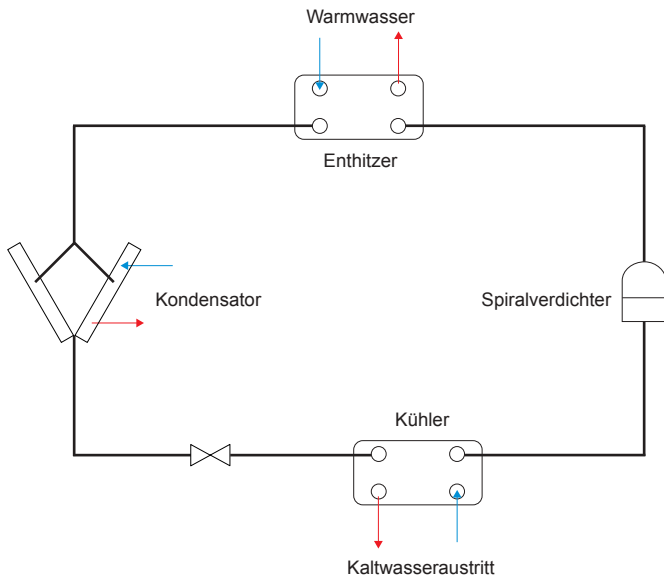 Warmwasser
Enthitzer
Kondensator
Spiralverdichter
Kühler
Kaltwasseraustritt